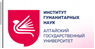 ИНСТИТУТ
ГУМАНИТАРНЫХ
НАУК
АЛТАЙСКИЙ
ГОСУДАРСТВЕННЫЙ
УНИВЕРСИТЕТ